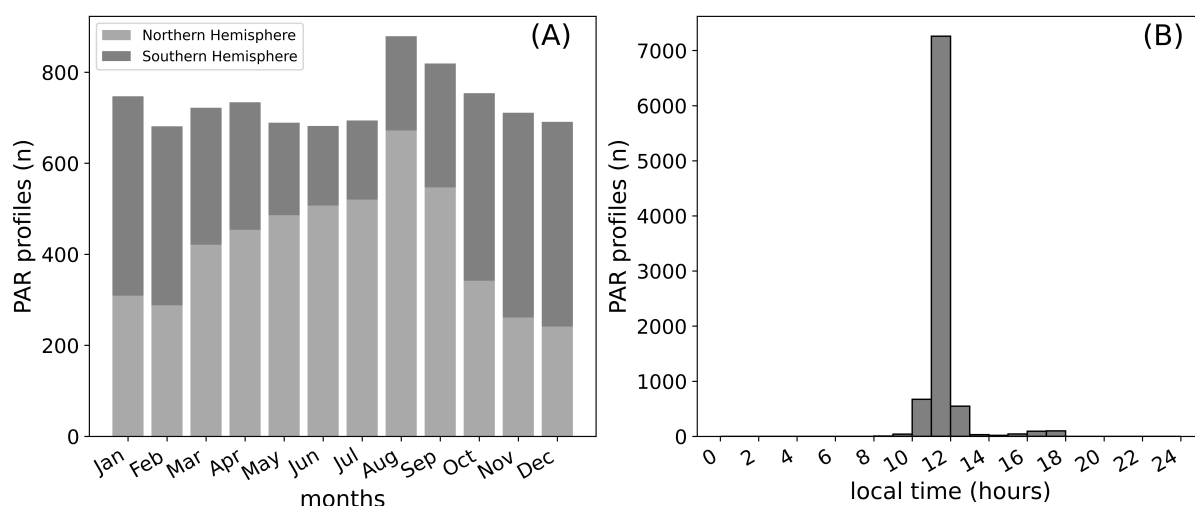 (A)
Northern Hemisphere
Southern Hemisphere
PAR profiles (n)
800
600
400
200
0
Jan Feb Mar Apr May Jun Jul Aug Sep Oct Nov Dec
months
(B)
PAR profiles (n)
7000
6000
5000
4000
3000
2000
1000
0
0 2 4 6 8 10 12 14 16 18 20 22 24
local time (hours)